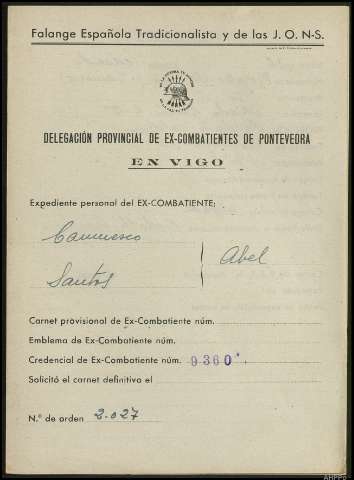 Falange Española Tradicionalista y de las J. O. N-S.
DELEGACIÓN PROVINCIAL DE EX-COMBATIENTES DE PONTEVEDRA
EN VIGO
Expediente personal del EX-COMBATIENTE:
Santos
Abel
Carnet provisional de Ex-Combatiente núm.
Emblema de Ex-Combatiente núm.
Credencial de Ex-Combatiente núm. 9360
Solicitó el carnet definitivo el
N.º de orden 2.027
AHPPo